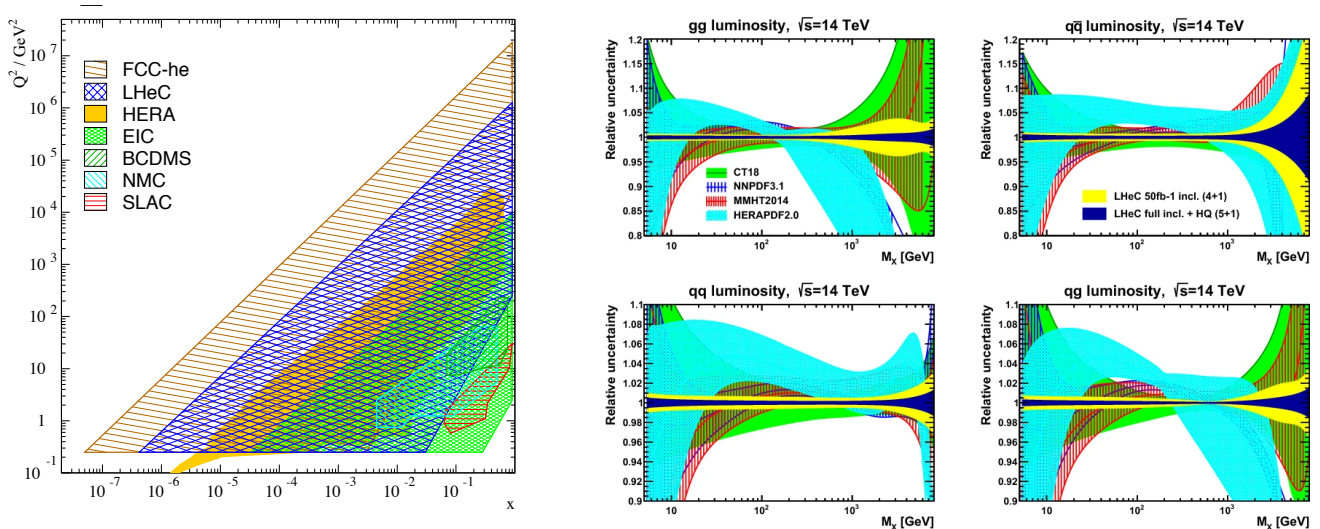 Q² / GeV²
10⁷
10⁶
10⁵
10⁴
10³
10²
10
1
10⁻¹
FCC-he
LHeC
HERA
EIC
BCDMS
NMC
SLAC
10⁻⁷ 10⁻⁶ 10⁻⁵ 10⁻⁴ 10⁻³ 10⁻² 10⁻¹
x
gg luminosity, √s=14 TeV
Relative uncertainty
1.2
1.15
1.1
1.05
1
0.95
0.9
0.85
0.8
CT18
NNPDF3.1
MMHT2014
HERAPDF2.0
10 10² 10³
M_X [GeV]
qq̄ luminosity, √s=14 TeV
Relative uncertainty
1.2
1.15
1.1
1.05
1
0.95
0.9
0.85
0.8
LHeC 50fb-1 incl. (4+1)
LHeC full incl. + HQ (5+1)
10 10² 10³
M_X [GeV]
qq luminosity, √s=14 TeV
Relative uncertainty
1.1
1.08
1.06
1.04
1.02
1
0.98
0.96
0.94
0.92
0.9
10 10² 10³
M_X [GeV]
qg luminosity, √s=14 TeV
Relative uncertainty
1.1
1.08
1.06
1.04
1.02
1
0.98
0.96
0.94
0.92
0.9
10 10² 10³
M_X [GeV]